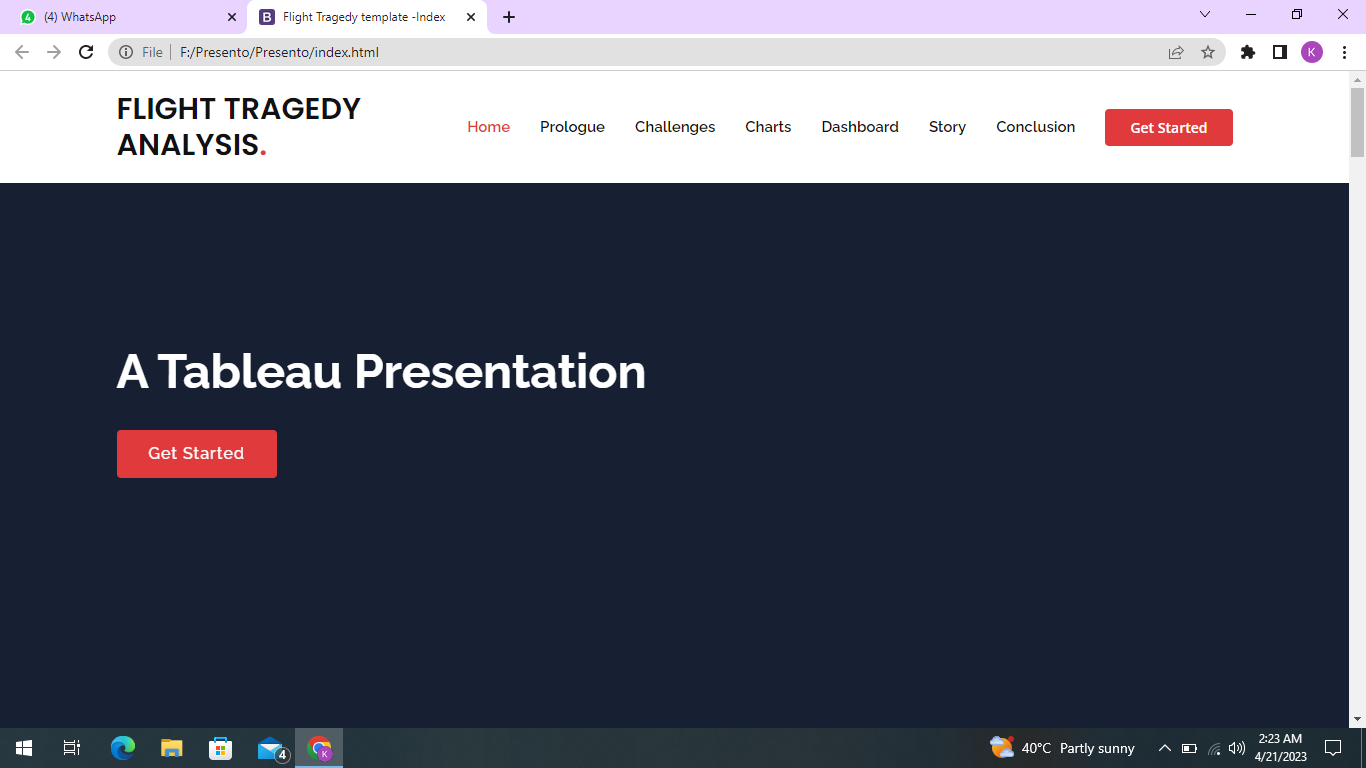 (4) WhatsApp
Flight Tragedy template -Index
File
F:/Presento/Presento/index.html
K
FLIGHT TRAGEDY
ANALYSIS.
Home
Prologue
Challenges
Charts
Dashboard
Story
Conclusion
Get Started
A Tableau Presentation
Get Started
4
K
40°C Partly sunny
2:23 AM
4/21/2023